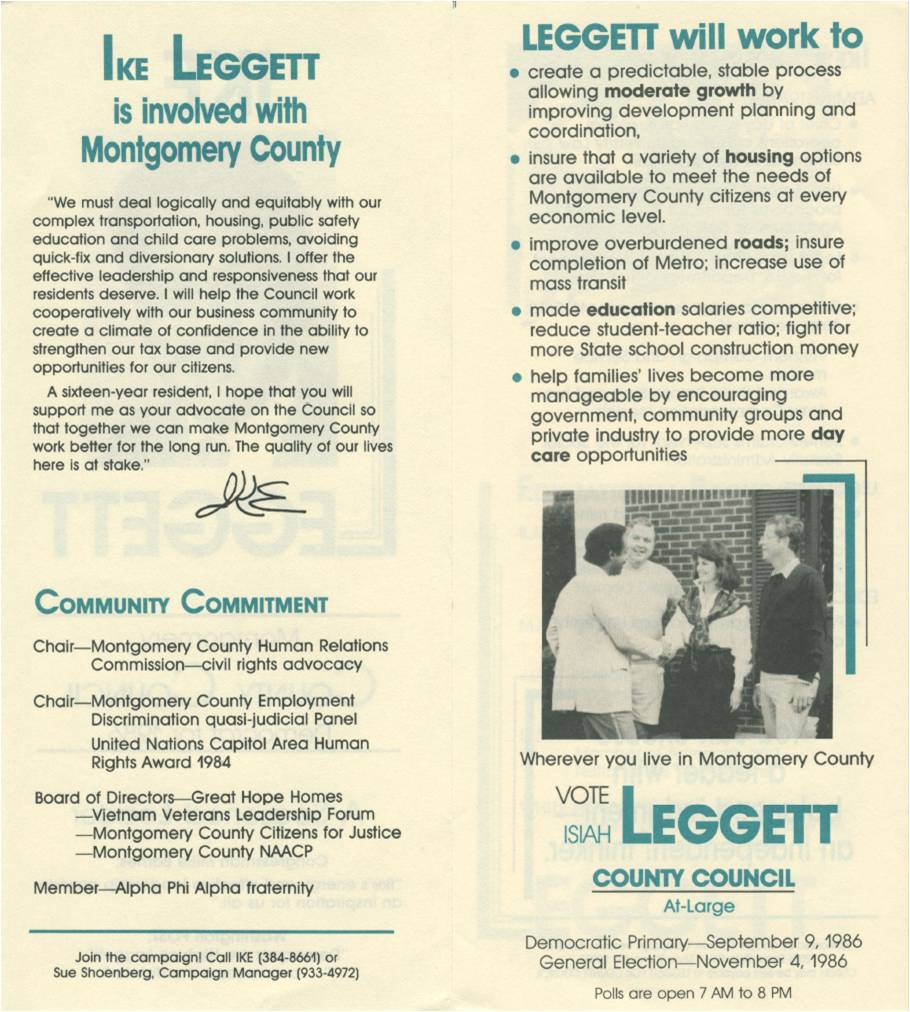 IKE LEGGETT
is involved with
Montgomery County
"We must deal logically and equitably with our
complex transportation, housing, public safety
education and child care problems, avoiding
quick-fix and diversionary solutions. I offer the
effective leadership and responsiveness that our
residents deserve. I will help the Council work
cooperatively with our business community to
create a climate of confidence in the ability to
strengthen our tax base and provide new
opportunities for our citizens.
A sixteen-year resident, I hope that you will
support me as your advocate on the Council so
that together we can make Montgomery County
work better for the long run. The quality of our lives
here is at stake."
IKE
COMMUNITY COMMITMENT
Chair—Montgomery County Human Relations
Commission—civil rights advocacy
Chair—Montgomery County Employment
Discrimination quasi-judicial Panel
United Nations Capitol Area Human
Rights Award 1984
Board of Directors—Great Hope Homes
—Vietnam Veterans Leadership Forum
—Montgomery County Citizens for Justice
—Montgomery County NAACP
Member—Alpha Phi Alpha fraternity
Join the campaign! Call IKE (384-8661) or
Sue Shoenberg, Campaign Manager (933-4972)
LEGGETT will work to
• create a predictable, stable process
allowing moderate growth by
improving development planning and
coordination,
• insure that a variety of housing options
are available to meet the needs of
Montgomery County citizens at every
economic level.
• improve overburdened roads; insure
completion of Metro; increase use of
mass transit
• made education salaries competitive;
reduce student-teacher ratio; fight for
more State school construction money
• help families' lives become more
manageable by encouraging
government, community groups and
private industry to provide more day
care opportunities
Wherever you live in Montgomery County
VOTE
ISIAH LEGGETT
COUNTY COUNCIL
At-Large
Democratic Primary—September 9, 1986
General Election—November 4, 1986
Polls are open 7 AM to 8 PM